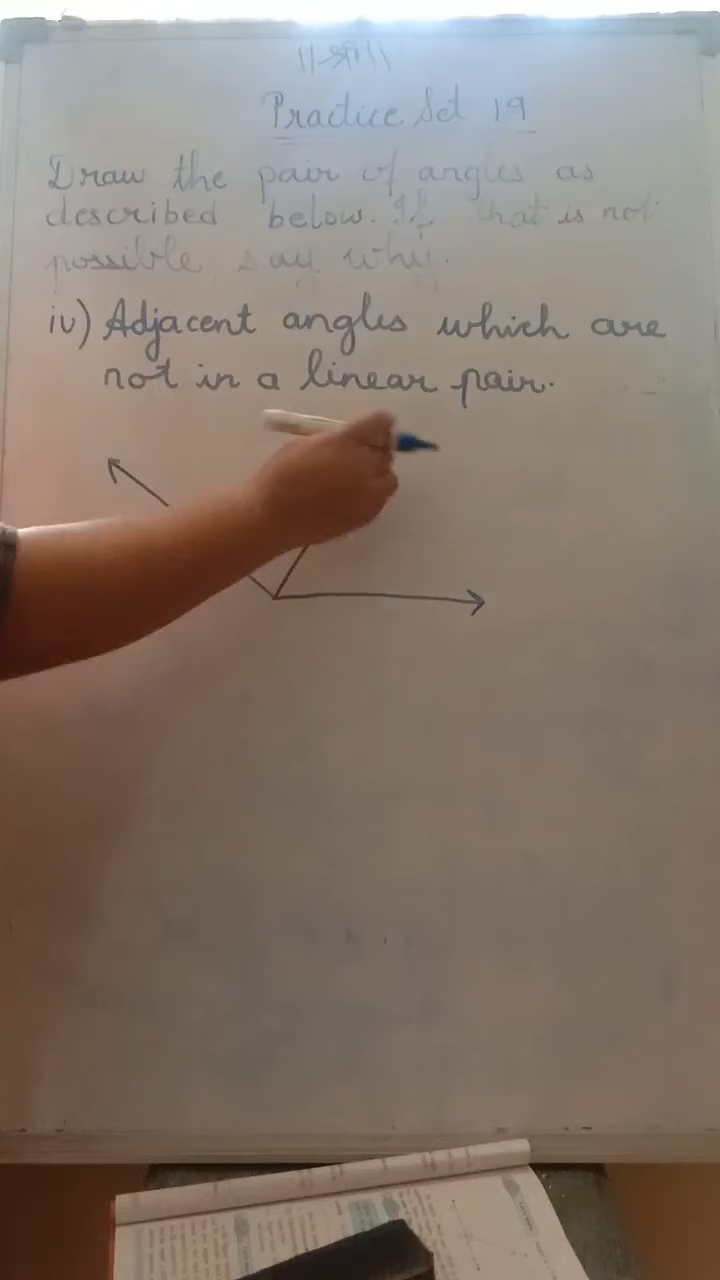 ||श्री||
Practice Set 19
Draw the pair of angles as
described below. If that is not
possible say why.
iv) Adjacent angles which are
not in a linear pair.